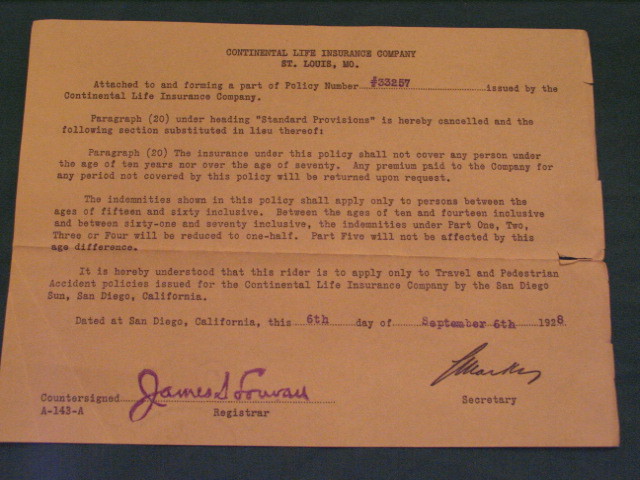 CONTINENTAL LIFE INSURANCE COMPANY
ST. LOUIS, MO.
Attached to and forming a part of Policy Number #33257 issued by the
Continental Life Insurance Company.
Paragraph (20) under heading "Standard Provisions" is hereby cancelled and the
following section substituted in lieu thereof:
Paragraph (20) The insurance under this policy shall not cover any person under
the age of ten years nor over the age of seventy. Any premium paid to the Company for
any period not covered by this policy will be returned upon request.
The indemnities shown in this policy shall apply only to persons between the
ages of fifteen and sixty inclusive. Between the ages of ten and fourteen inclusive
and between sixty-one and seventy inclusive, the indemnities under Part One, Two,
Three or Four will be reduced to one-half. Part Five will not be affected by this
age difference.
It is hereby understood that this rider is to apply only to Travel and Pedestrian
Accident policies issued for the Continental Life Insurance Company by the San Diego
Sun, San Diego, California.
Dated at San Diego, California, this 6th day of September 6th 1928
Countersigned James S
A-143-A Registrar
Secretary